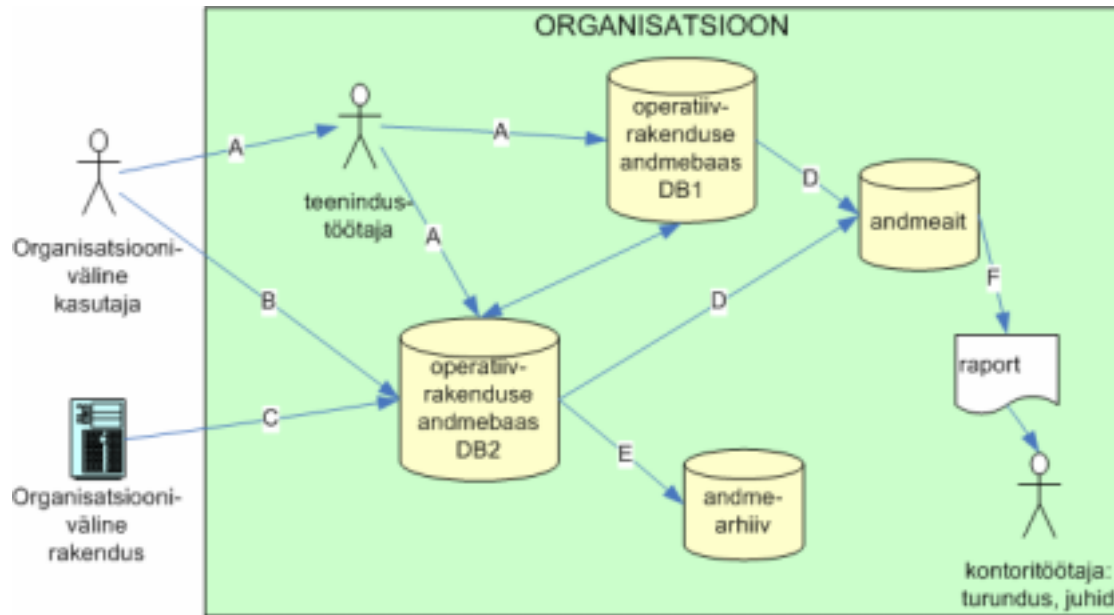 ORGANISATSIOON
A
Organisatsiooni-
väline
kasutaja
teenindus-
töötaja
A
A
operatiiv-
rakenduse
andmebaas
DB1
D
andmeait
B
D
F
operatiiv-
rakenduse
andmebaas
DB2
raport
C
Organisatsiooni-
väline
rakendus
E
andme-
arhiiv
kontoritöötaja:
turundus, juhid